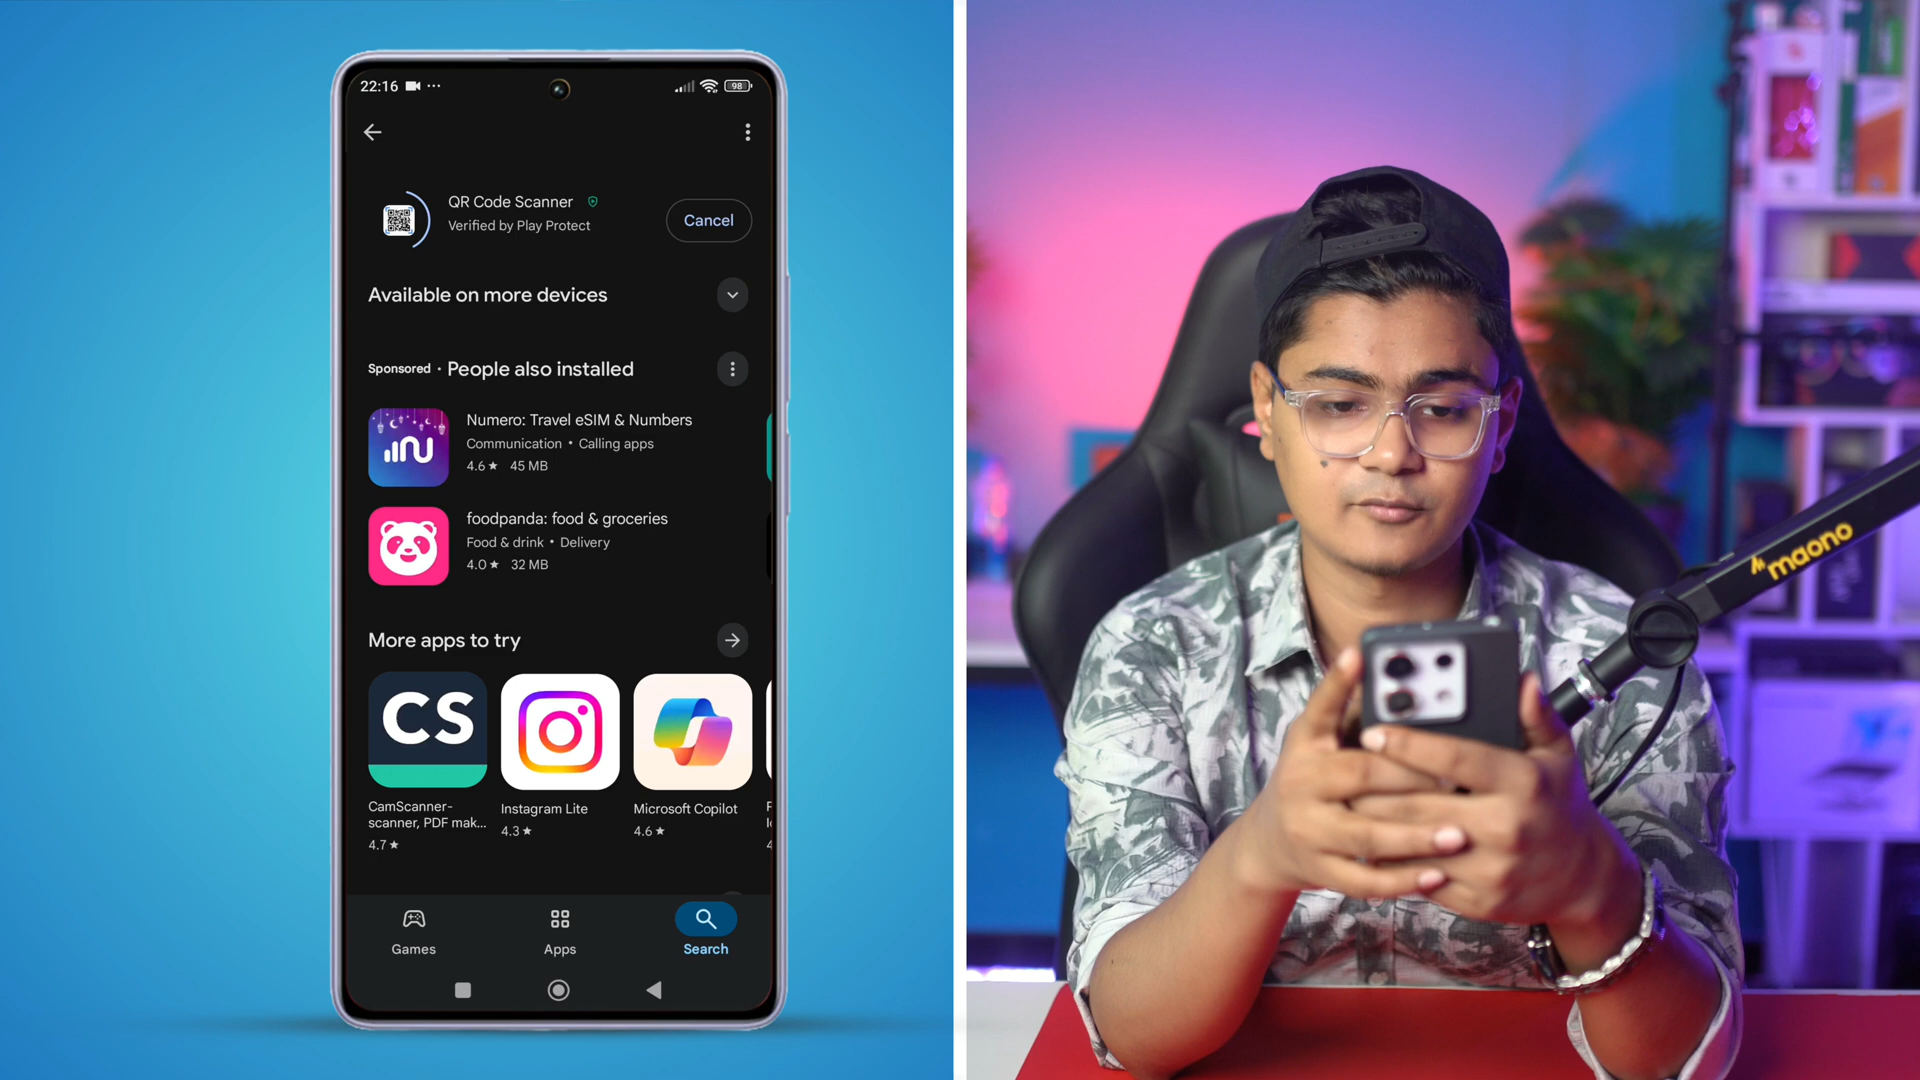 22:16 ...
98
QR Code Scanner
Verified by Play Protect
Cancel
Available on more devices
Sponsored • People also installed
Numero: Travel eSIM & Numbers
Communication • Calling apps
4.6★ 45 MB
foodpanda: food & groceries
Food & drink • Delivery
4.0★ 32 MB
More apps to try
CS
CamScanner-
scanner, PDF mak...
4.7★
Instagram Lite
4.3★
Microsoft Copilot
4.6★
Games
Apps
Search
maono